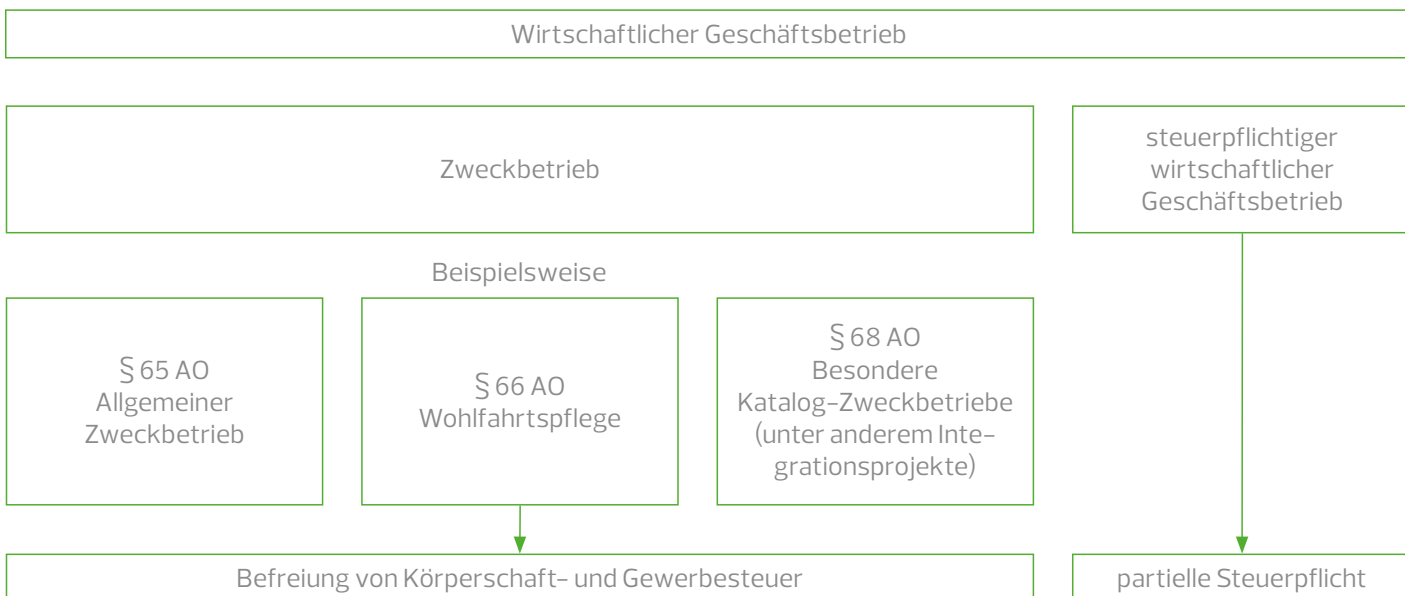 Wirtschaftlicher Geschäftsbetrieb
Zweckbetrieb
steuerpflichtiger
wirtschaftlicher
Geschäftsbetrieb
Beispielsweise
§ 65 AO
Allgemeiner
Zweckbetrieb
§ 66 AO
Wohlfahrtspflege
§ 68 AO
Besondere
Katalog-Zweckbetriebe
(unter anderem Inte-
grationsprojekte)
Befreiung von Körperschaft- und Gewerbesteuer
partielle Steuerpflicht